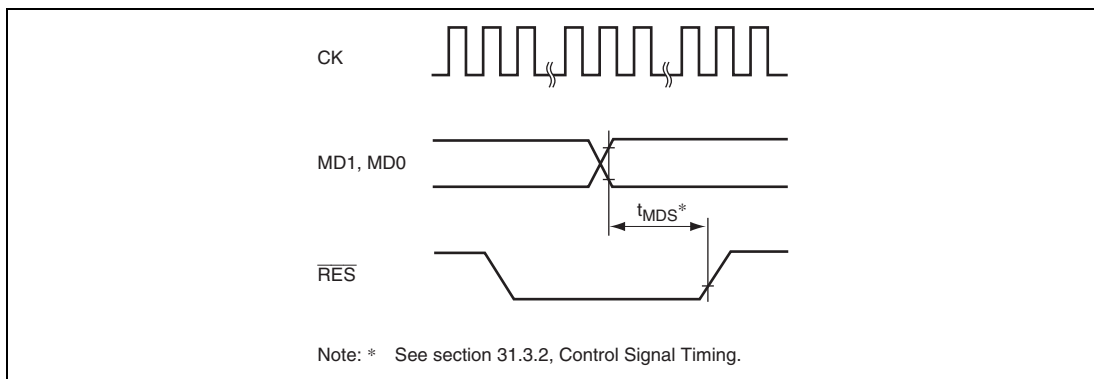 CK
MD1, MD0
tMDS*
RES
Note: * See section 31.3.2, Control Signal Timing.